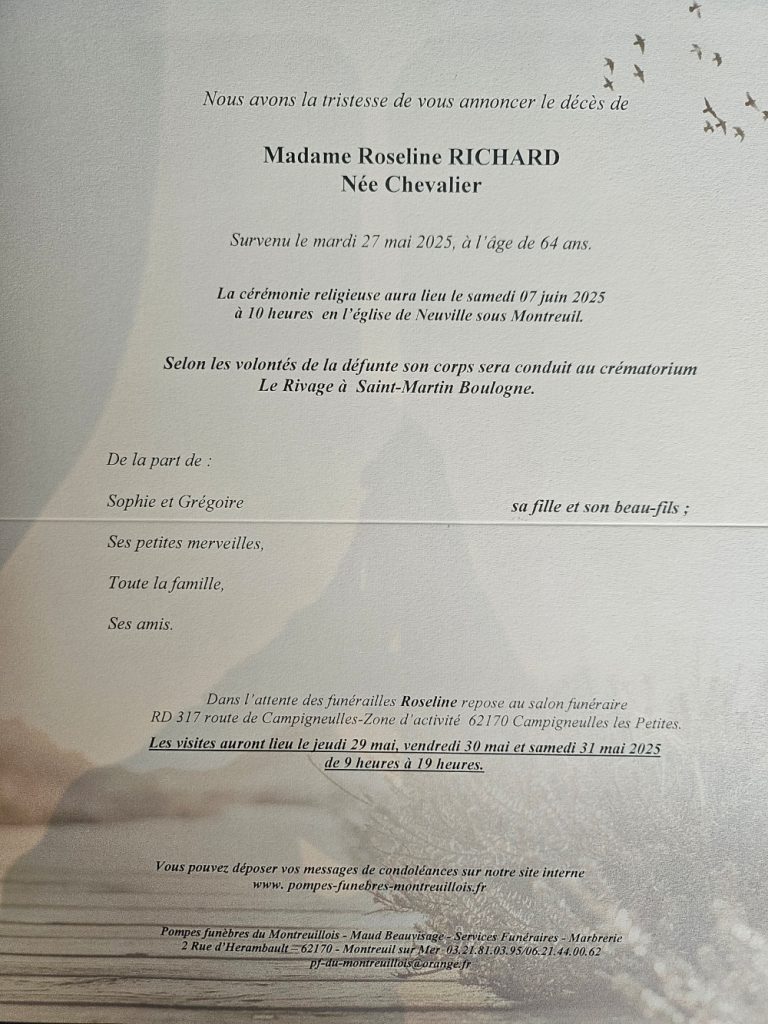 Nous avons la tristesse de vous annoncer le décès de
Madame Roseline RICHARD
Née Chevalier
Survenu le mardi 27 mai 2025, à l'âge de 64 ans.
La cérémonie religieuse aura lieu le samedi 07 juin 2025
à 10 heures en l'église de Neuville sous Montreuil.
Selon les volontés de la défunte son corps sera conduit au crématorium
Le Rivage à Saint-Martin Boulogne.
De la part de :
Sophie et Grégoire sa fille et son beau-fils ;
Ses petites merveilles,
Toute la famille,
Ses amis.
Dans l'attente des funérailles Roseline repose au salon funéraire
RD 317 route de Campigneulles-Zone d'activité 62170 Campigneulles les Petites.
Les visites auront lieu le jeudi 29 mai, vendredi 30 mai et samedi 31 mai 2025
de 9 heures à 19 heures.
Vous pouvez déposer vos messages de condoléances sur notre site interne
www. pompes-funebres-montreuillois.fr
Pompes funèbres du Montreuillois - Maud Beauvisage - Services Funéraires - Marbrerie
2 Rue d'Herambault – 62170 - Montreuil sur Mer 03.21.81.03.95/06.21.44.00.62
pf-du-montreuillois@orange.fr